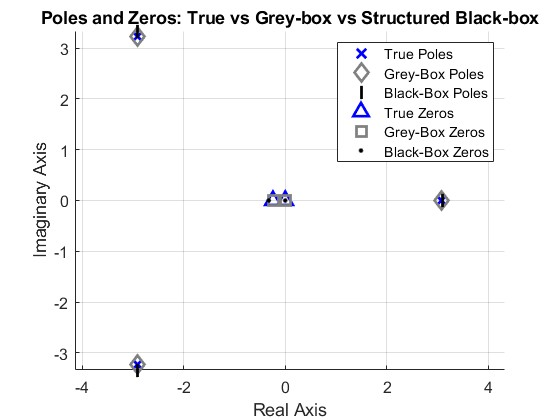 Poles and Zeros: True vs Grey-box vs Structured Black-box
True Poles
Grey-Box Poles
Black-Box Poles
True Zeros
Grey-Box Zeros
Black-Box Zeros
Imaginary Axis
3
2
1
0
-1
-2
-3
-4
-2
0
2
4
Real Axis